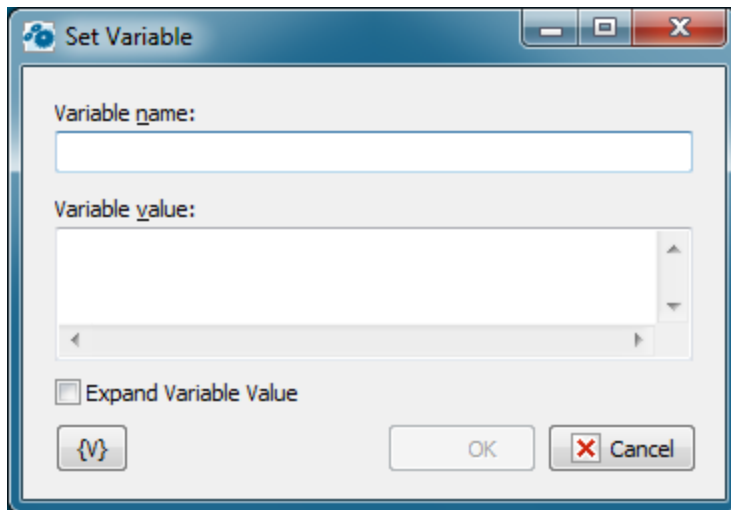 Set Variable
Variable name:
Variable value:
Expand Variable Value
{V}
OK
Cancel